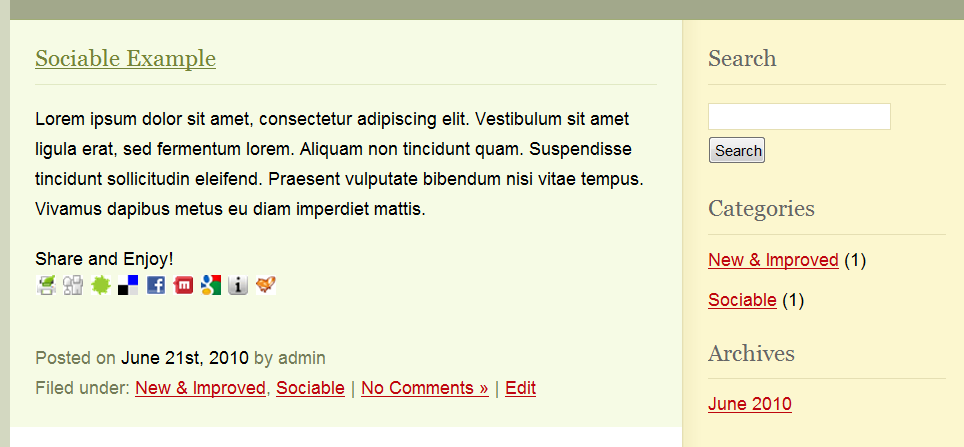 Sociable Example
Lorem ipsum dolor sit amet, consectetur adipiscing elit. Vestibulum sit amet
ligula erat, sed fermentum lorem. Aliquam non tincidunt quam. Suspendisse
tincidunt sollicitudin eleifend. Praesent vulputate bibendum nisi vitae tempus.
Vivamus dapibus metus eu diam imperdiet mattis.
Share and Enjoy!
Posted on June 21st, 2010 by admin
Filed under: New & Improved, Sociable | No Comments » | Edit
Search
Search
Categories
New & Improved (1)
Sociable (1)
Archives
June 2010